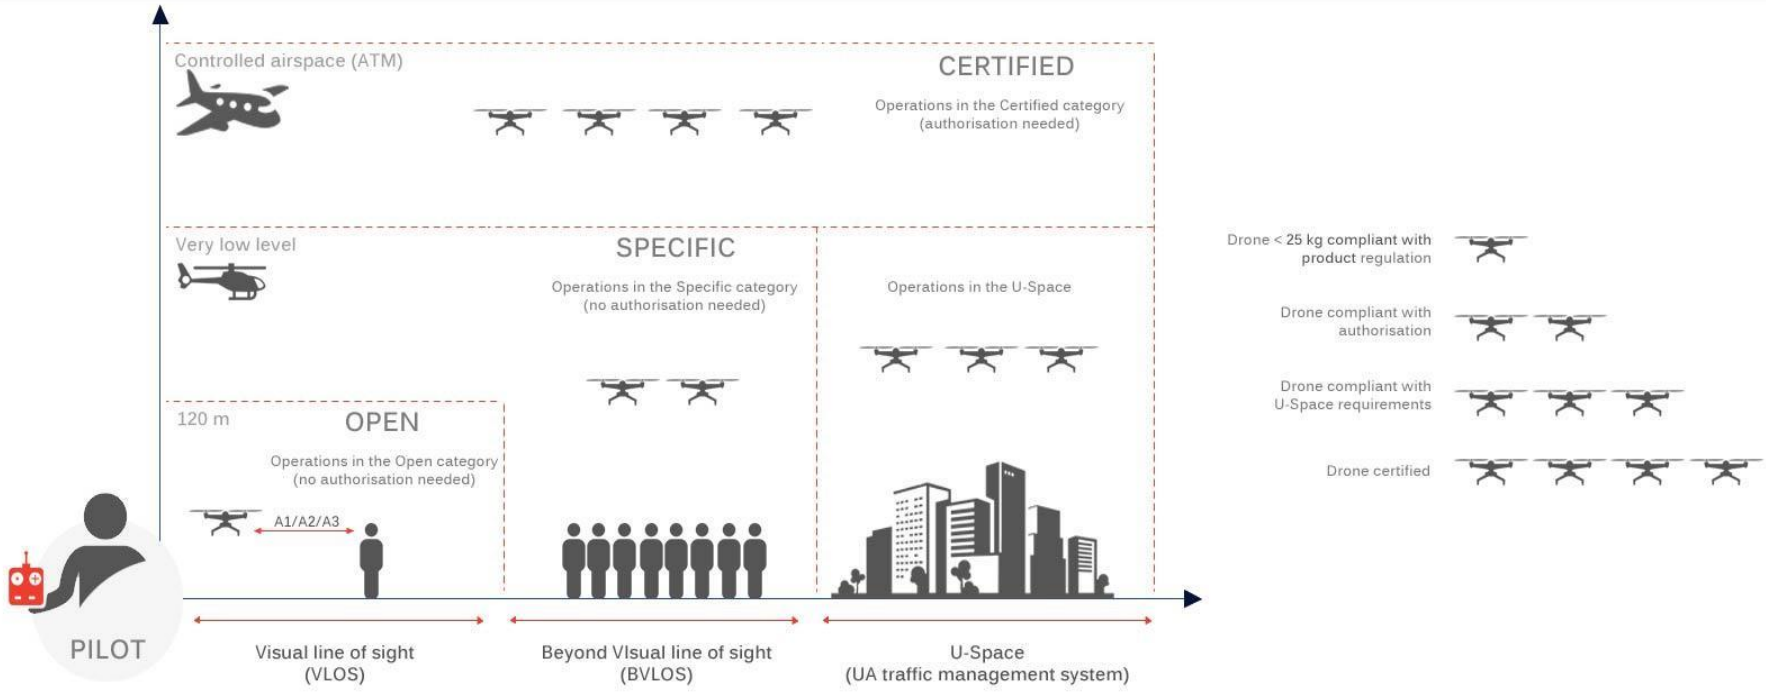 Controlled airspace (ATM)
CERTIFIED
Operations in the Certified category
(authorisation needed)
Very low level
SPECIFIC
Operations in the Specific category
(no authorisation needed)
Operations in the U-Space
120 m
OPEN
Operations in the Open category
(no authorisation needed)
A1/A2/A3
PILOT
Visual line of sight
(VLOS)
Beyond VIsual line of sight
(BVLOS)
U-Space
(UA traffic management system)
Drone < 25 kg compliant with
product regulation
Drone compliant with
authorisation
Drone compliant with
U-Space requirements
Drone certified